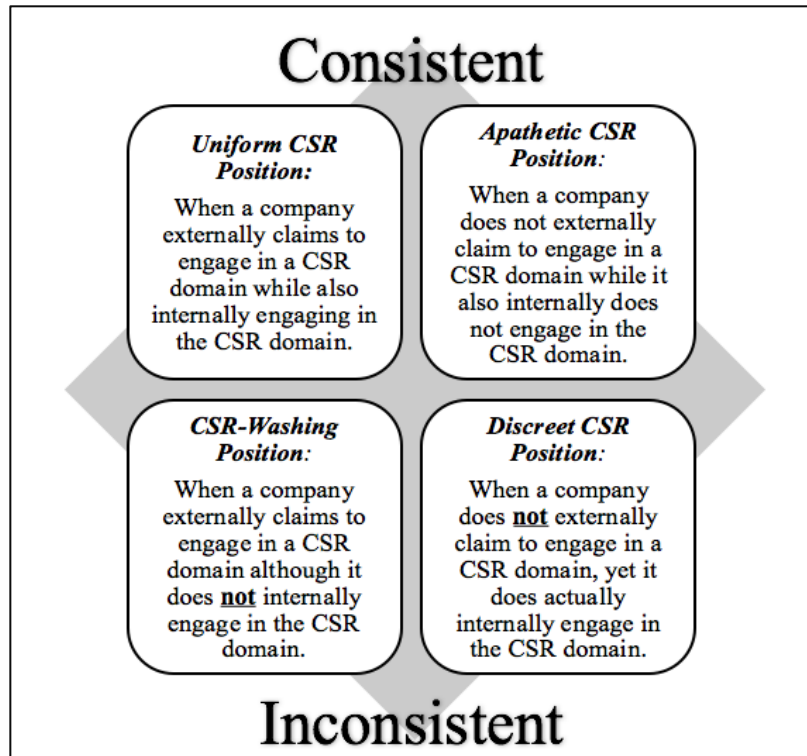 Consistent
Uniform CSR
Position:
When a company
externally claims to
engage in a CSR
domain while also
internally engaging in
the CSR domain.
Apathetic CSR
Position:
When a company
does not externally
claim to engage in a
CSR domain while it
also internally does
not engage in the
CSR domain.
CSR-Washing
Position:
When a company
externally claims to
engage in a CSR
domain although it
does not internally
engage in the CSR
domain.
Discreet CSR
Position:
When a company
does not externally
claim to engage in a
CSR domain, yet it
does actually
internally engage in
the CSR domain.
Inconsistent